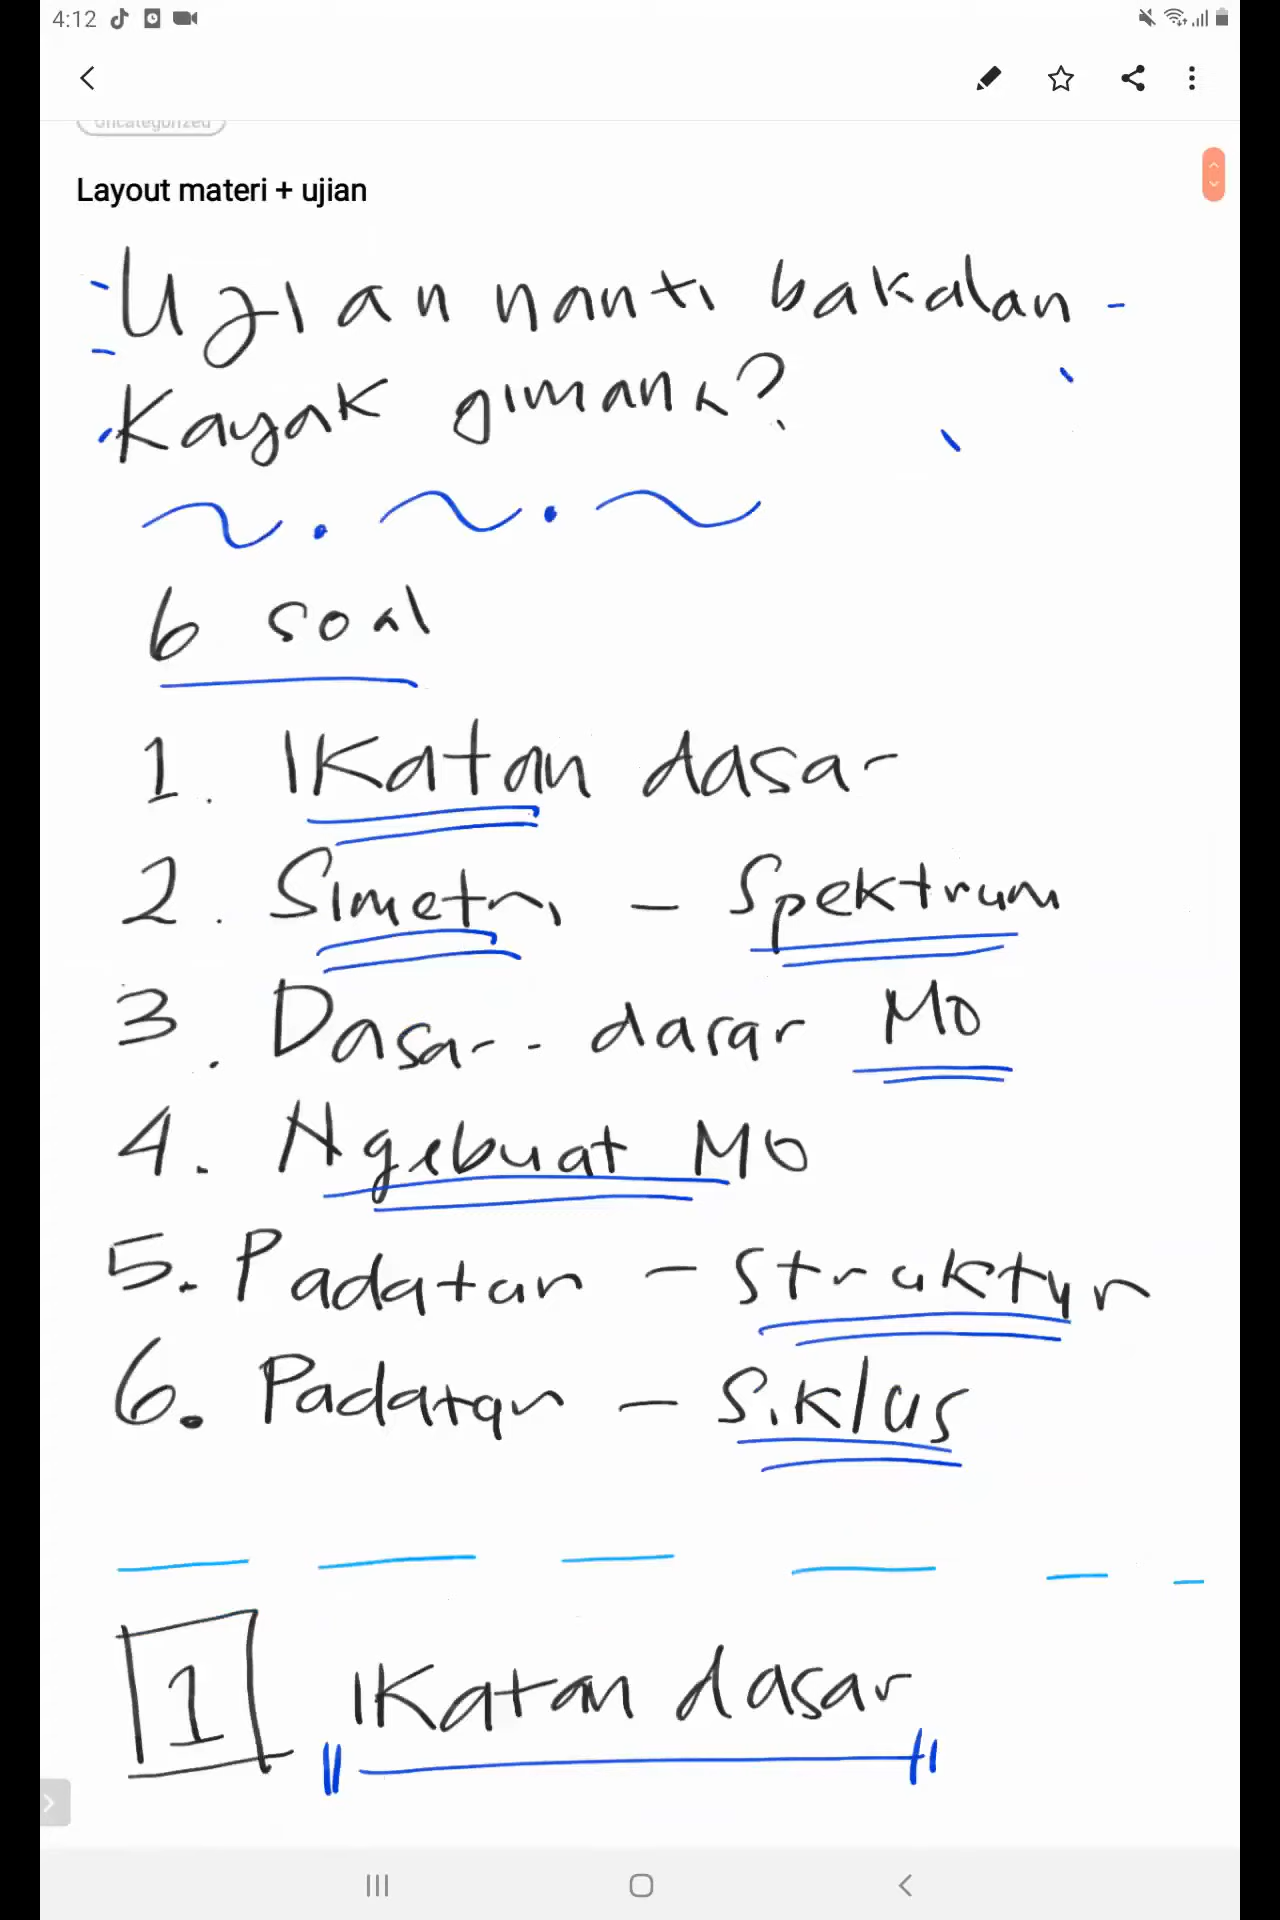 4:12
Uncategorized
Layout materi + ujian
Ujian nanti bakalan
Kayak gimana?
6 soal
1. Ikatan dasar
2. Simetri - Spektrum
3. Dasar-dasar MO
4. Ngebuat MO
5. Padatan - Struktur
6. Padatan - Siklus
1 Ikatan dasar